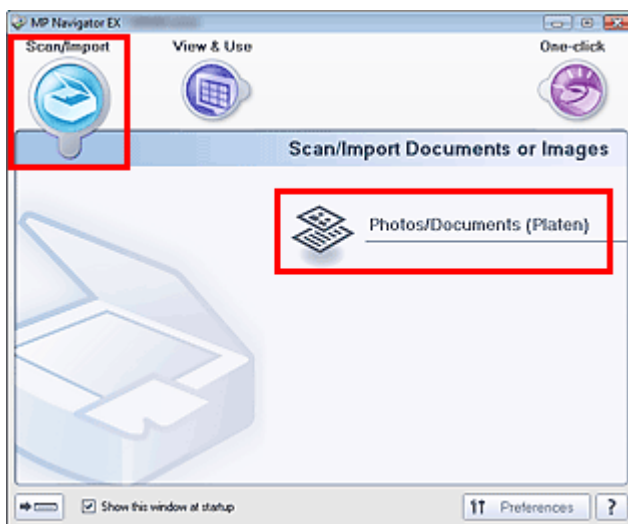 MP Navigator EX
Scan/Import
View & Use
One-click
Scan/Import Documents or Images
Photos/Documents (Platen)
Show this window at startup
Preferences
?